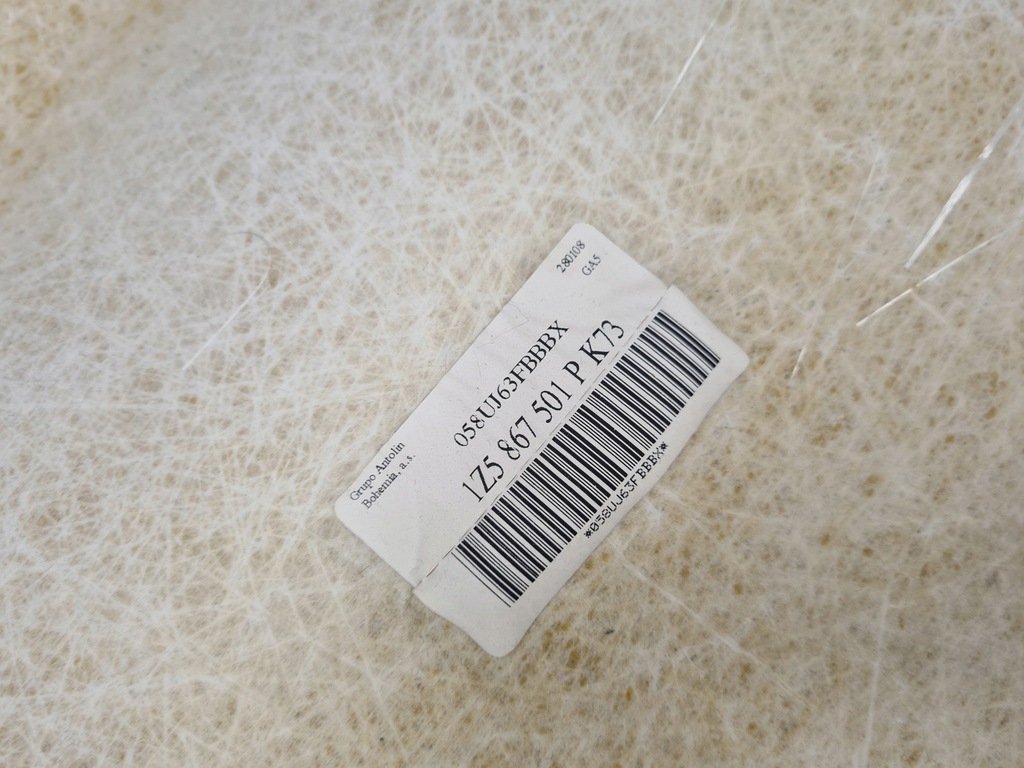 280108
GA5
Grupo Antolin
Bohemia, a.s.
058UJ63FBBBX
1Z5 867 501 P K73
*058UJ63FBBBX*